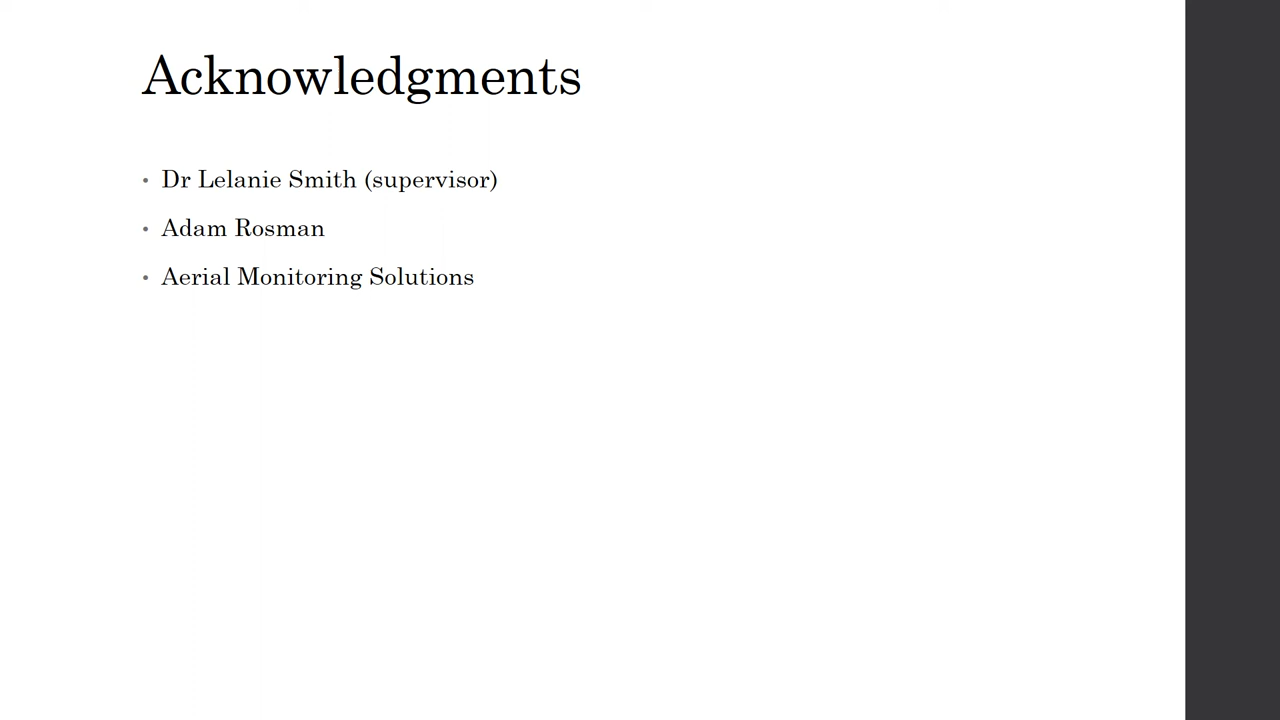 Acknowledgments
• Dr Lelanie Smith (supervisor)
• Adam Rosman
• Aerial Monitoring Solutions